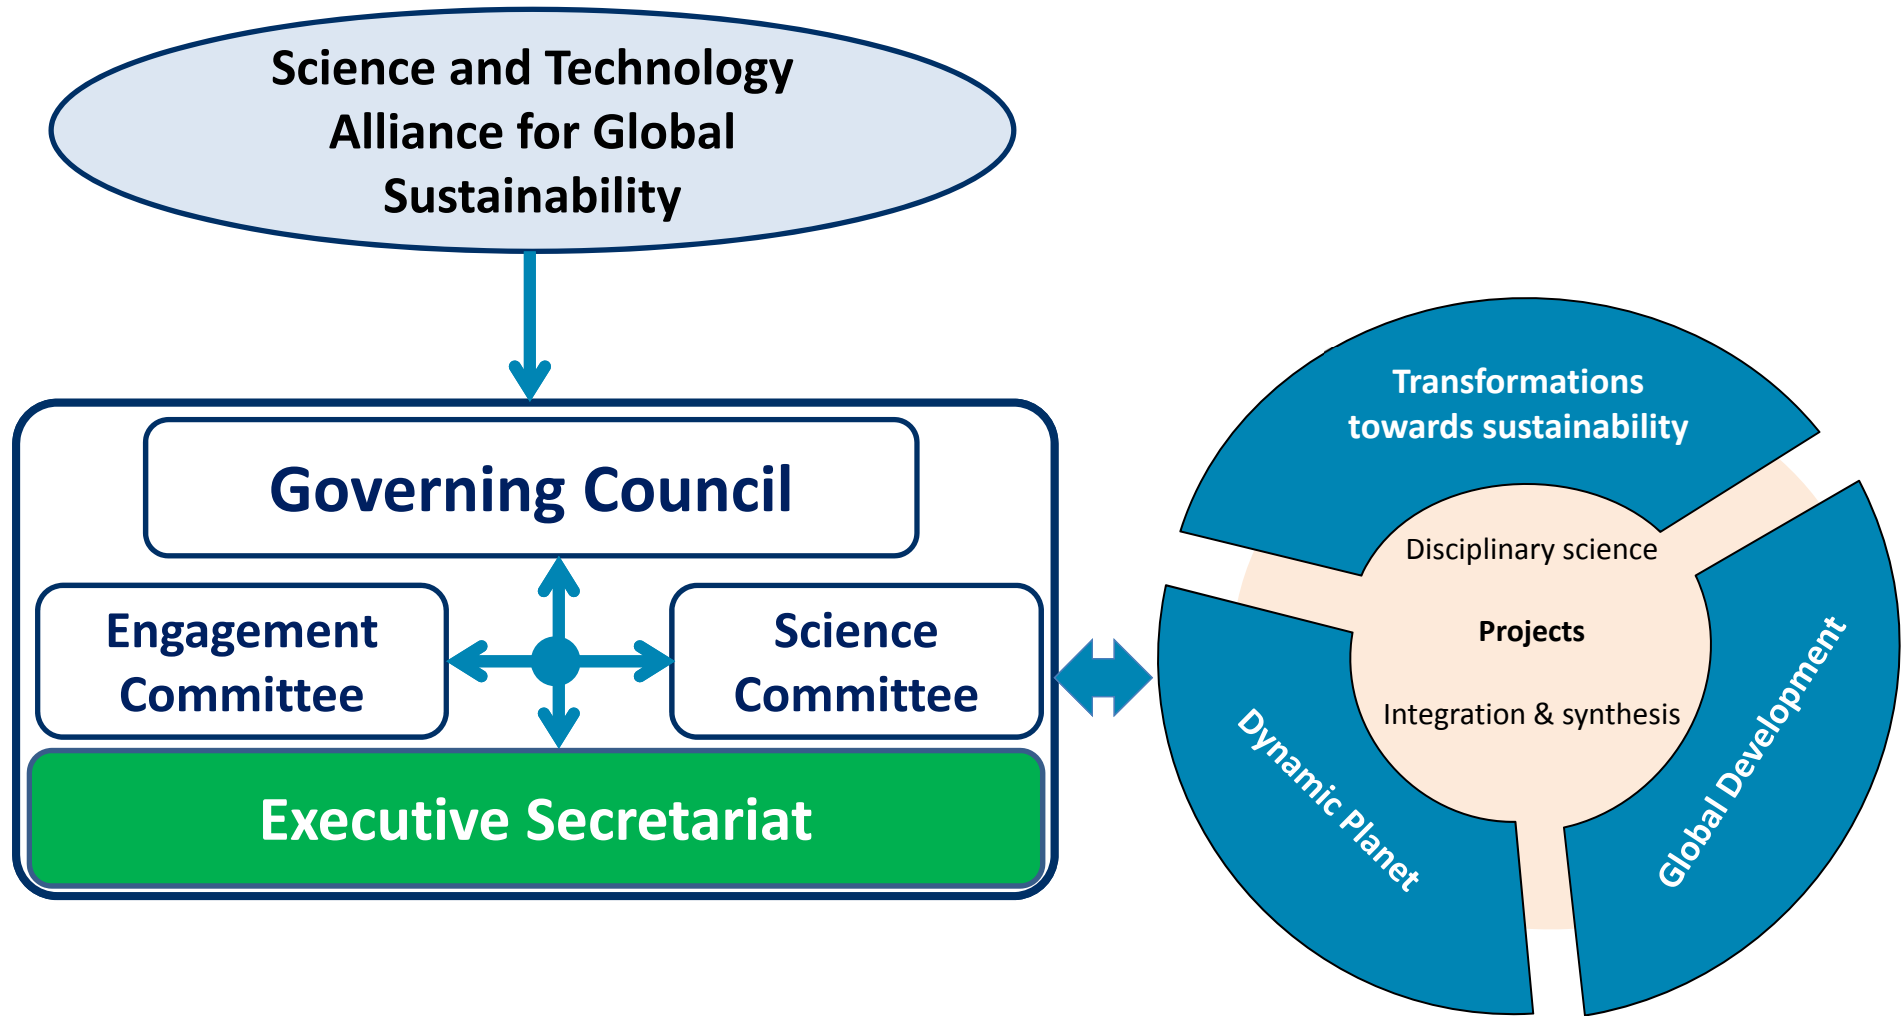 Science and Technology
Alliance for Global
Sustainability
Governing Council
Engagement
Committee
Science
Committee
Executive Secretariat
Transformations
towards sustainability
Disciplinary science
Projects
Integration & synthesis
Dynamic Planet
Global Development